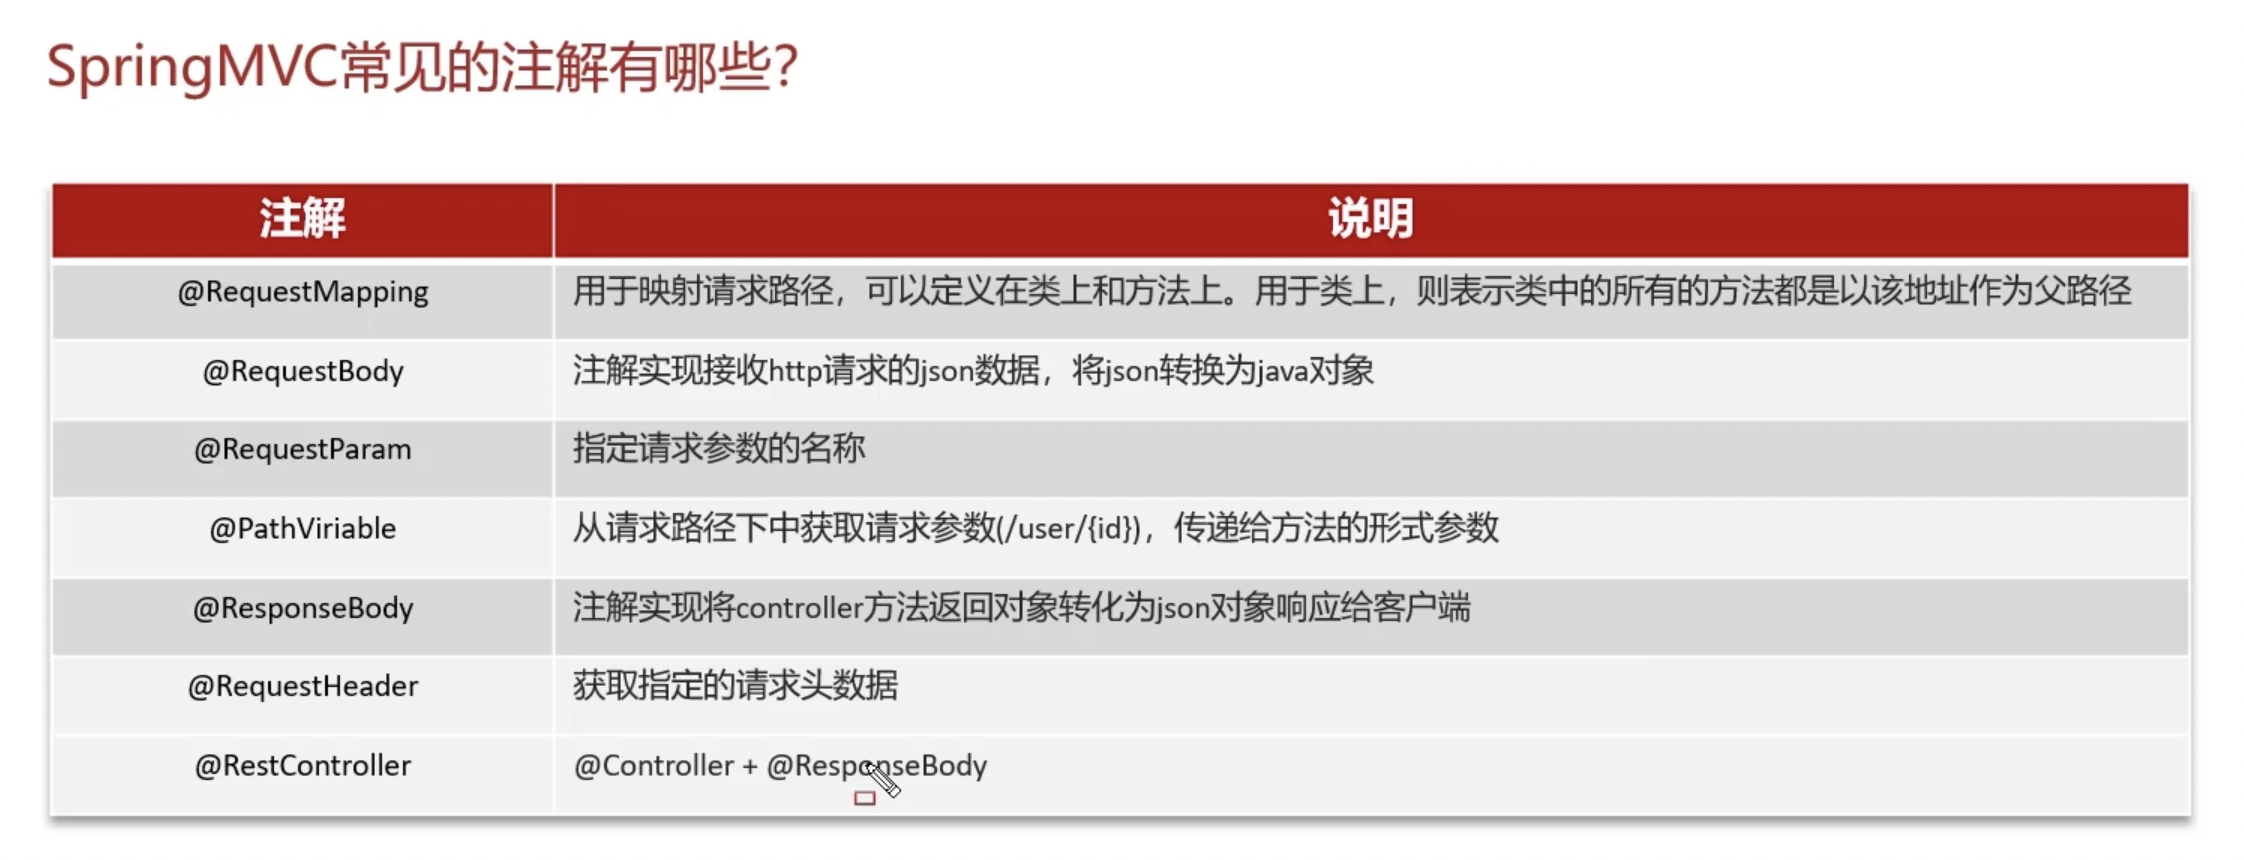 SpringMVC常见的注解有哪些？
注解 说明
@RequestMapping 用于映射请求路径，可以定义在类上和方法上。用于类上，则表示类中的所有的方法都是以该地址作为父路径
@RequestBody 注解实现接收http请求的json数据，将json转换为java对象
@RequestParam 指定请求参数的名称
@PathViriable 从请求路径下中获取请求参数(/user/{id})，传递给方法的形式参数
@ResponseBody 注解实现将controller方法返回对象转化为json对象响应给客户端
@RequestHeader 获取指定的请求头数据
@RestController @Controller + @ResponseBody